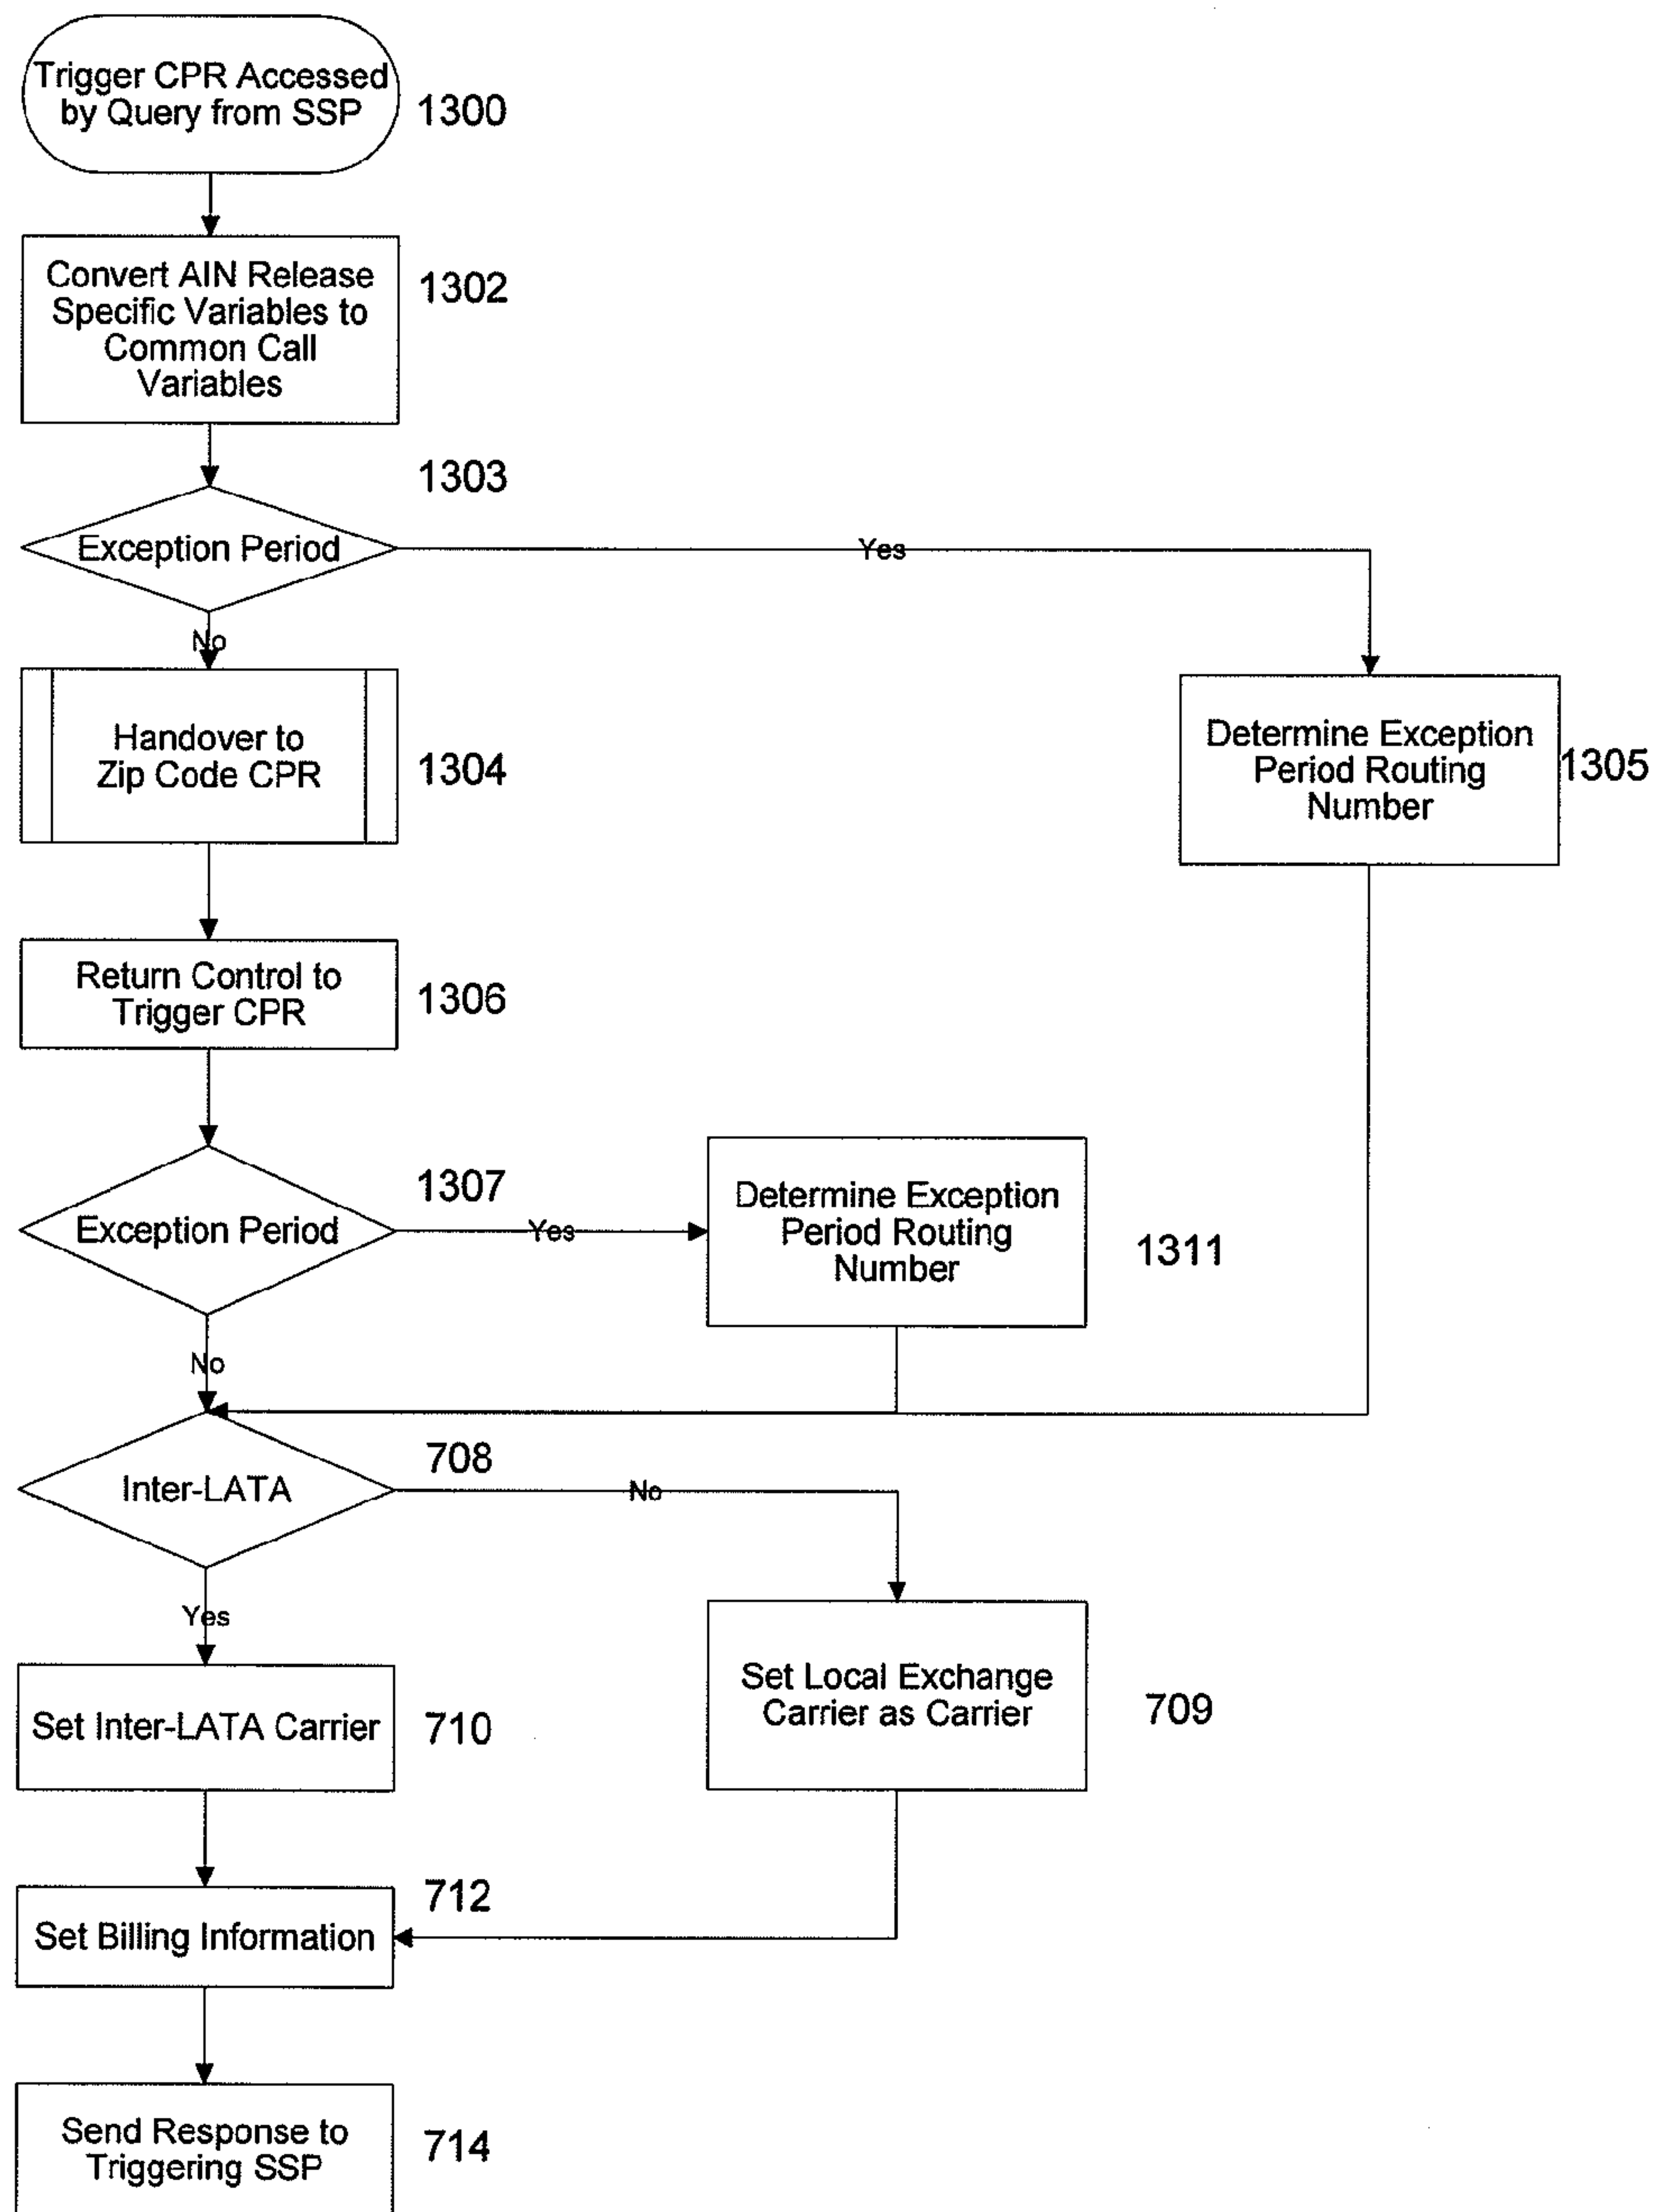 Trigger CPR Accessed
by Query from SSP
1300
Convert AIN Release
Specific Variables to
Common Call
Variables
1302
1303
Exception Period
Yes
No
Handover to
Zip Code CPR
1304
Determine Exception
Period Routing
Number
1305
Return Control to
Trigger CPR
1306
1307
Exception Period
Yes
Determine Exception
Period Routing
Number
1311
No
708
Inter-LATA
No
Yes
Set Inter-LATA Carrier
710
Set Local Exchange
Carrier as Carrier
709
712
Set Billing Information
Send Response to
Triggering SSP
714